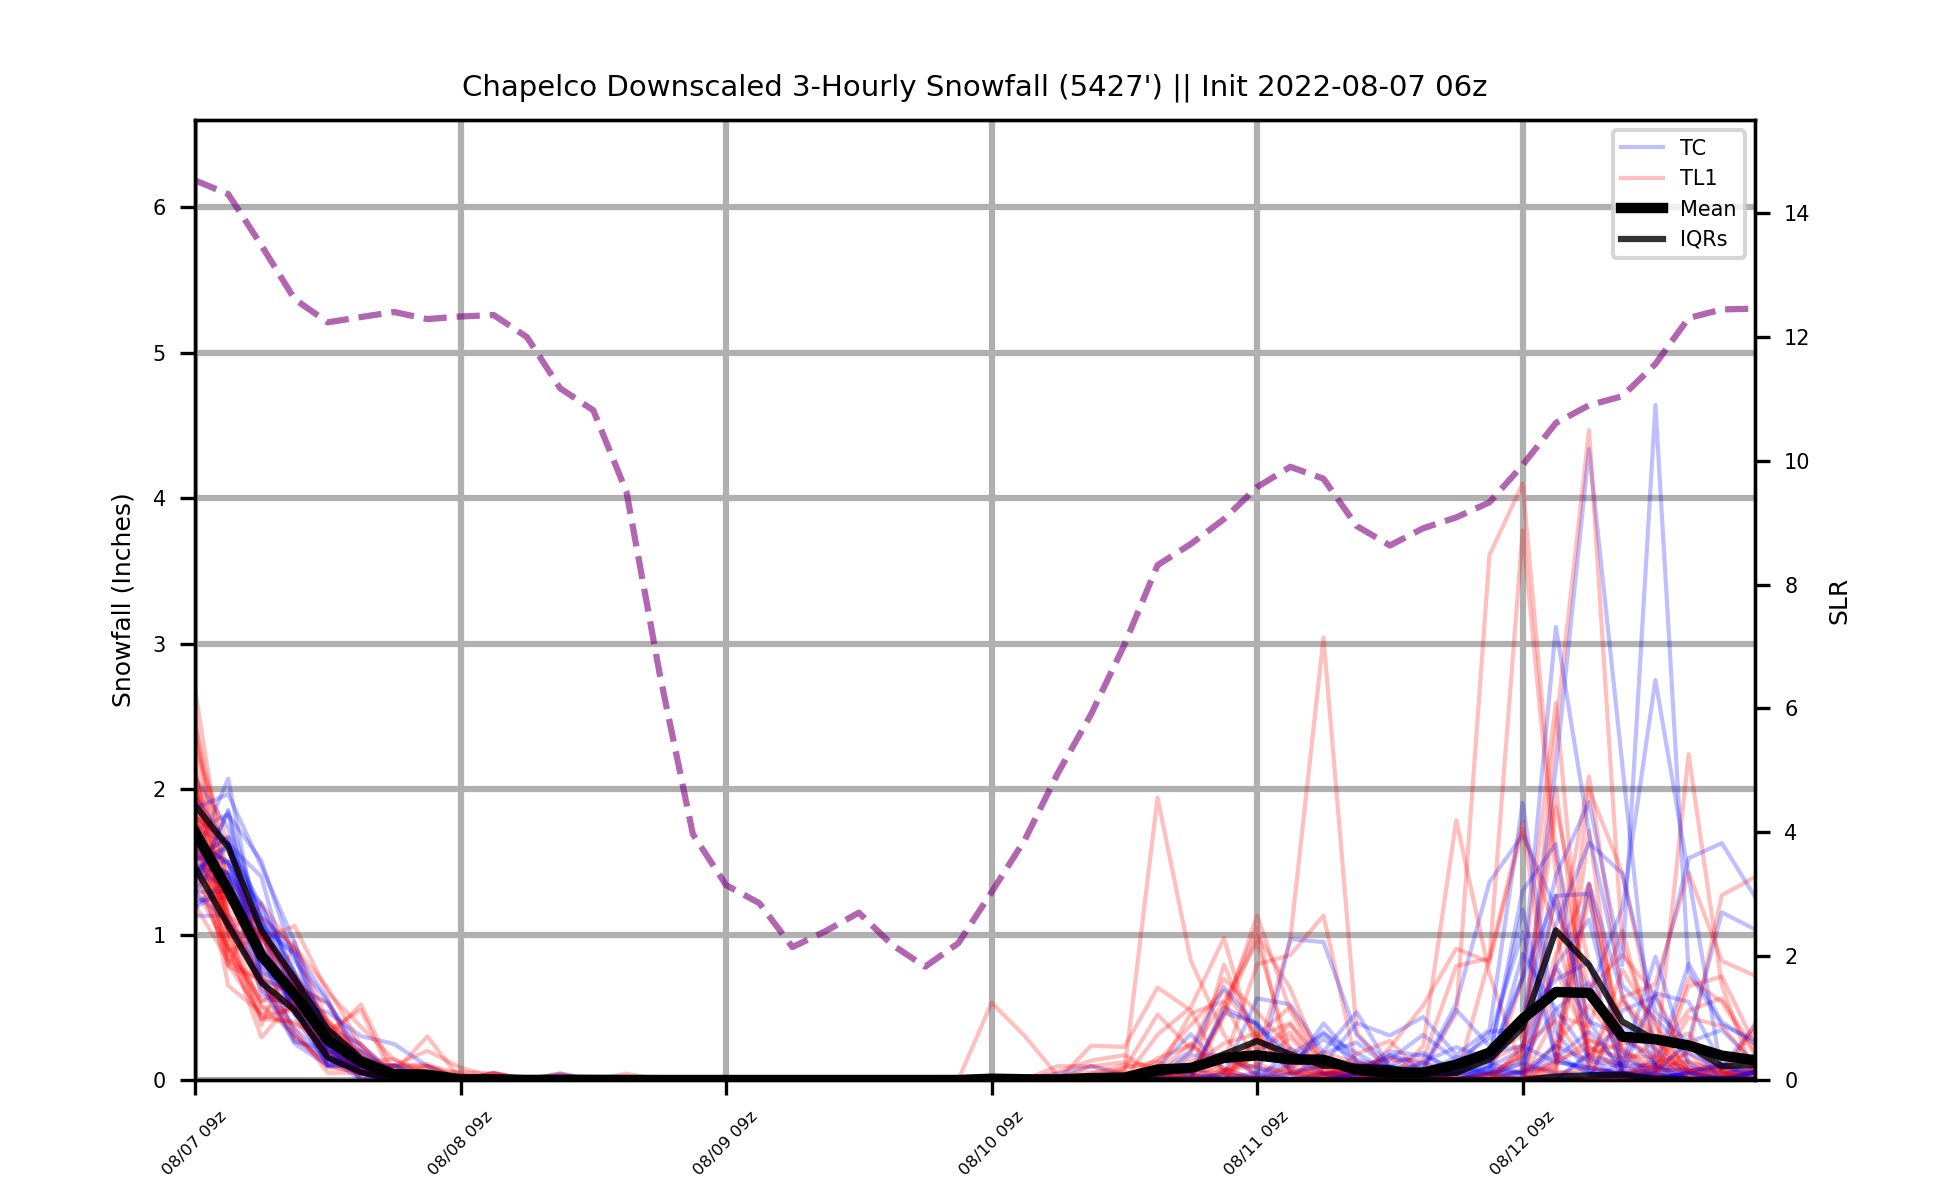 Chapelco Downscaled 3-Hourly Snowfall (5427') || Init 2022-08-07 06z
TC
TL1
Mean
IQRs
Snowfall (Inches)
6
5
4
3
2
1
0
14
12
10
8
6
4
2
0
SLR
08/07 09z
08/08 09z
08/09 09z
08/10 09z
08/11 09z
08/12 09z